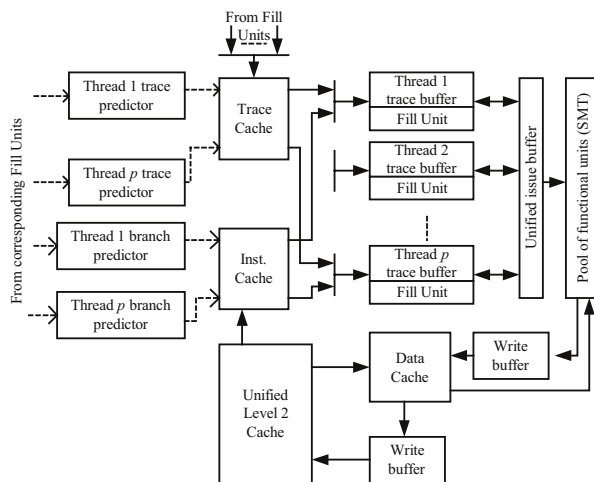 From Fill
Units
Thread 1 trace
predictor
Trace
Cache
Thread 1
trace buffer
Fill Unit
Thread 2
trace buffer
Fill Unit
Thread p trace
predictor
Thread 1 branch
predictor
Inst.
Cache
Thread p
trace buffer
Fill Unit
Thread p branch
predictor
From corresponding Fill Units
Unified issue buffer
Pool of functional units (SMT)
Unified
Level 2
Cache
Data
Cache
Write
buffer
Write
buffer